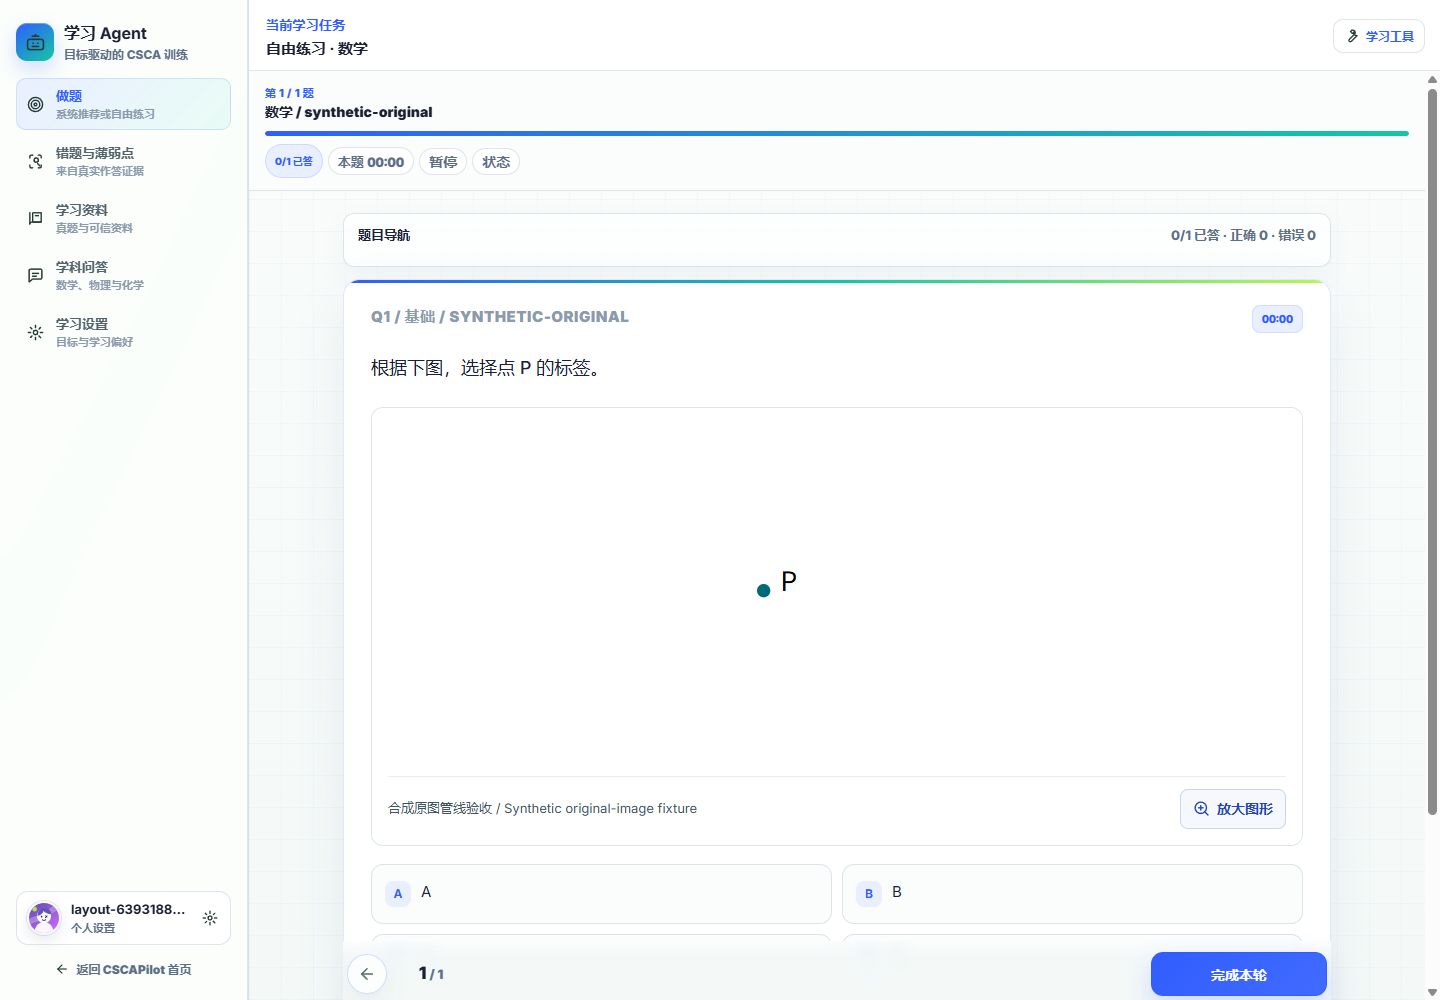 学习 Agent
目标驱动的 CSCA 训练
做题
系统推荐或自由练习
错题与薄弱点
来自真实作答证据
学习资料
真题与可信资料
学科问答
数学、物理与化学
学习设置
目标与学习偏好
layout-6393188...
个人设置
返回 CSCAPilot 首页
当前学习任务
自由练习 · 数学
学习工具
第 1 / 1 题
数学 / synthetic-original
0/1 已答
本题 00:00
暂停
状态
题目导航
0/1 已答 · 正确 0 · 错误 0
Q1 / 基础 / SYNTHETIC-ORIGINAL
00:00
根据下图，选择点 P 的标签。
P
合成原图管线验收 / Synthetic original-image fixture
放大图形
A A
B B
1 / 1
完成本轮